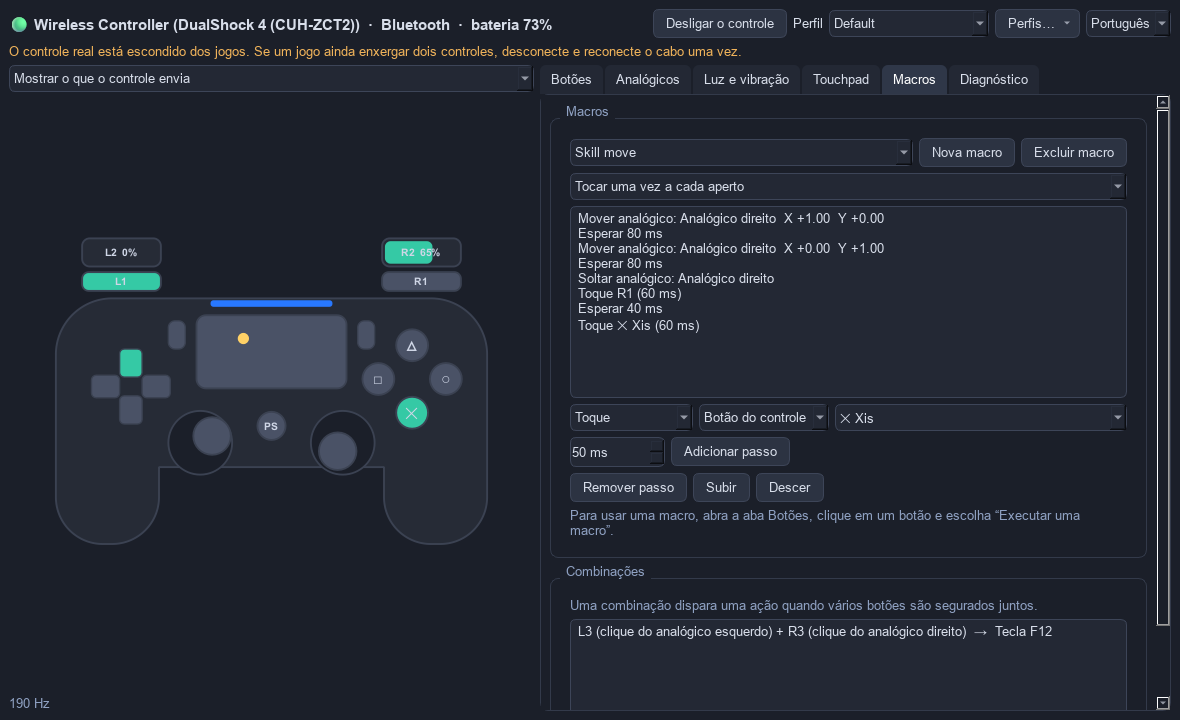 Wireless Controller (DualShock 4 (CUH-ZCT2)) · Bluetooth · bateria 73%
Desligar o controle
Perfil
Default
Perfis…
Português
O controle real está escondido dos jogos. Se um jogo ainda enxergar dois controles, desconecte e reconecte o cabo uma vez.
Mostrar o que o controle envia
L2 0%
R2 65%
L1
R1
△
□
○
✕
PS
190 Hz
Botões
Analógicos
Luz e vibração
Touchpad
Macros
Diagnóstico
Macros
Skill move
Nova macro
Excluir macro
Tocar uma vez a cada aperto
Mover analógico: Analógico direito X +1.00 Y +0.00
Esperar 80 ms
Mover analógico: Analógico direito X +0.00 Y +1.00
Esperar 80 ms
Soltar analógico: Analógico direito
Toque R1 (60 ms)
Esperar 40 ms
Toque ✕ Xis (60 ms)
Toque
Botão do controle
✕ Xis
50 ms
Adicionar passo
Remover passo
Subir
Descer
Para usar uma macro, abra a aba Botões, clique em um botão e escolha “Executar uma
macro”.
Combinações
Uma combinação dispara uma ação quando vários botões são segurados juntos.
L3 (clique do analógico esquerdo) + R3 (clique do analógico direito) → Tecla F12